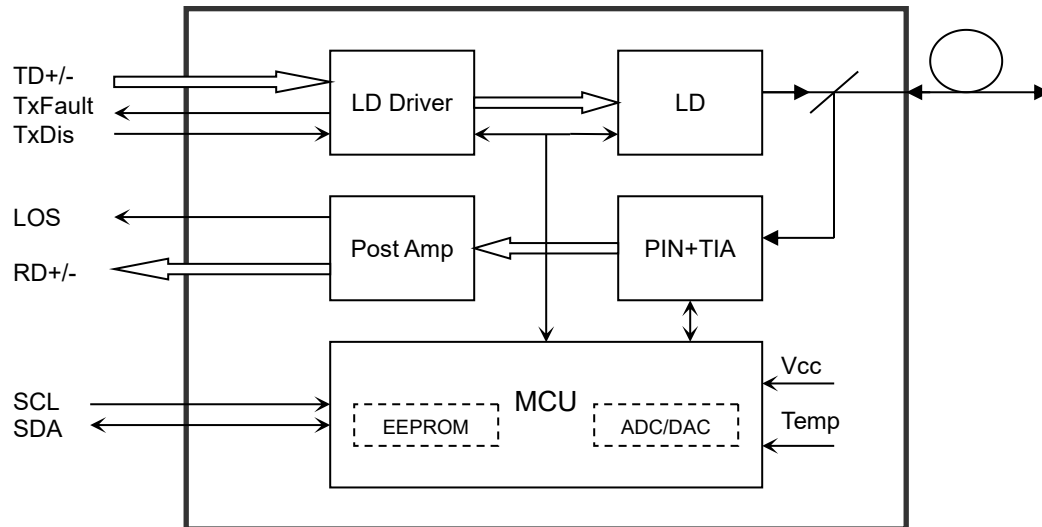 TD+/-
TxFault
TxDis
LD Driver
LD
LOS
RD+/-
Post Amp
PIN+TIA
SCL
SDA
MCU
EEPROM
ADC/DAC
Vcc
Temp